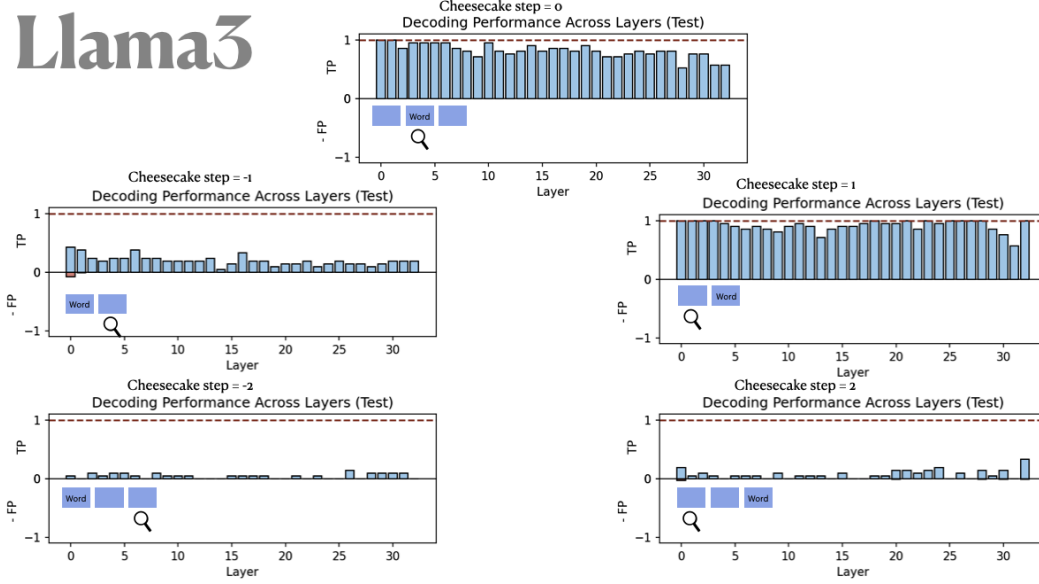 Llama3
Cheesecake step = 0
Decoding Performance Across Layers (Test)
TP
- FP
1
0
−1
Word
0 5 10 15 20 25 30
Layer
Cheesecake step = -1
Decoding Performance Across Layers (Test)
TP
- FP
1
0
−1
Word
0 5 10 15 20 25 30
Layer
Cheesecake step = 1
Decoding Performance Across Layers (Test)
TP
- FP
1
0
−1
Word
0 5 10 15 20 25 30
Layer
Cheesecake step = -2
Decoding Performance Across Layers (Test)
TP
- FP
1
0
−1
Word
0 5 10 15 20 25 30
Layer
Cheesecake step = 2
Decoding Performance Across Layers (Test)
TP
- FP
1
0
−1
Word
0 5 10 15 20 25 30
Layer